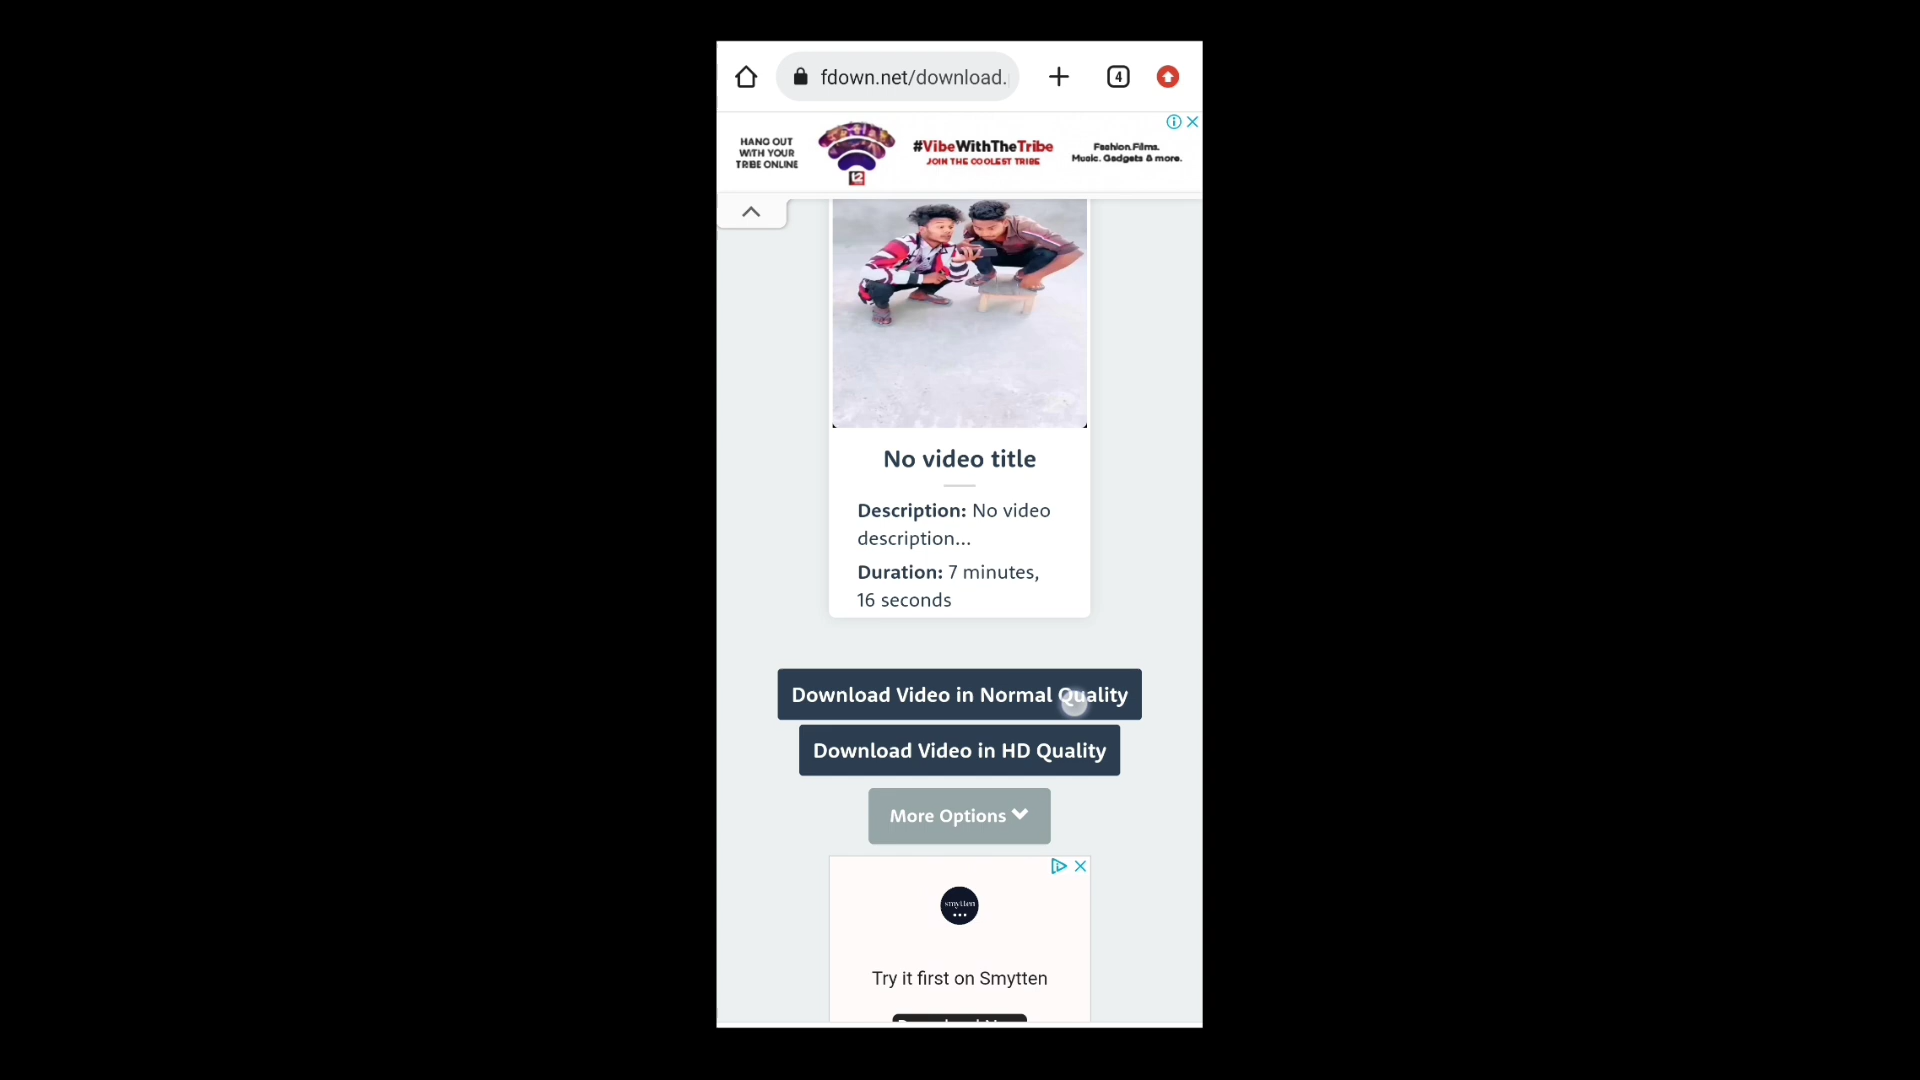 fdown.net/download.
4
HANG OUT
WITH YOUR
TRIBE ONLINE
#VibeWithTheTribe
JOIN THE COOLEST TRIBE
Fashion.Films.
Music. Gadgets & more.
No video title
Description: No video
description...
Duration: 7 minutes,
16 seconds
Download Video in Normal Quality
Download Video in HD Quality
More Options
smytten
Try it first on Smytten